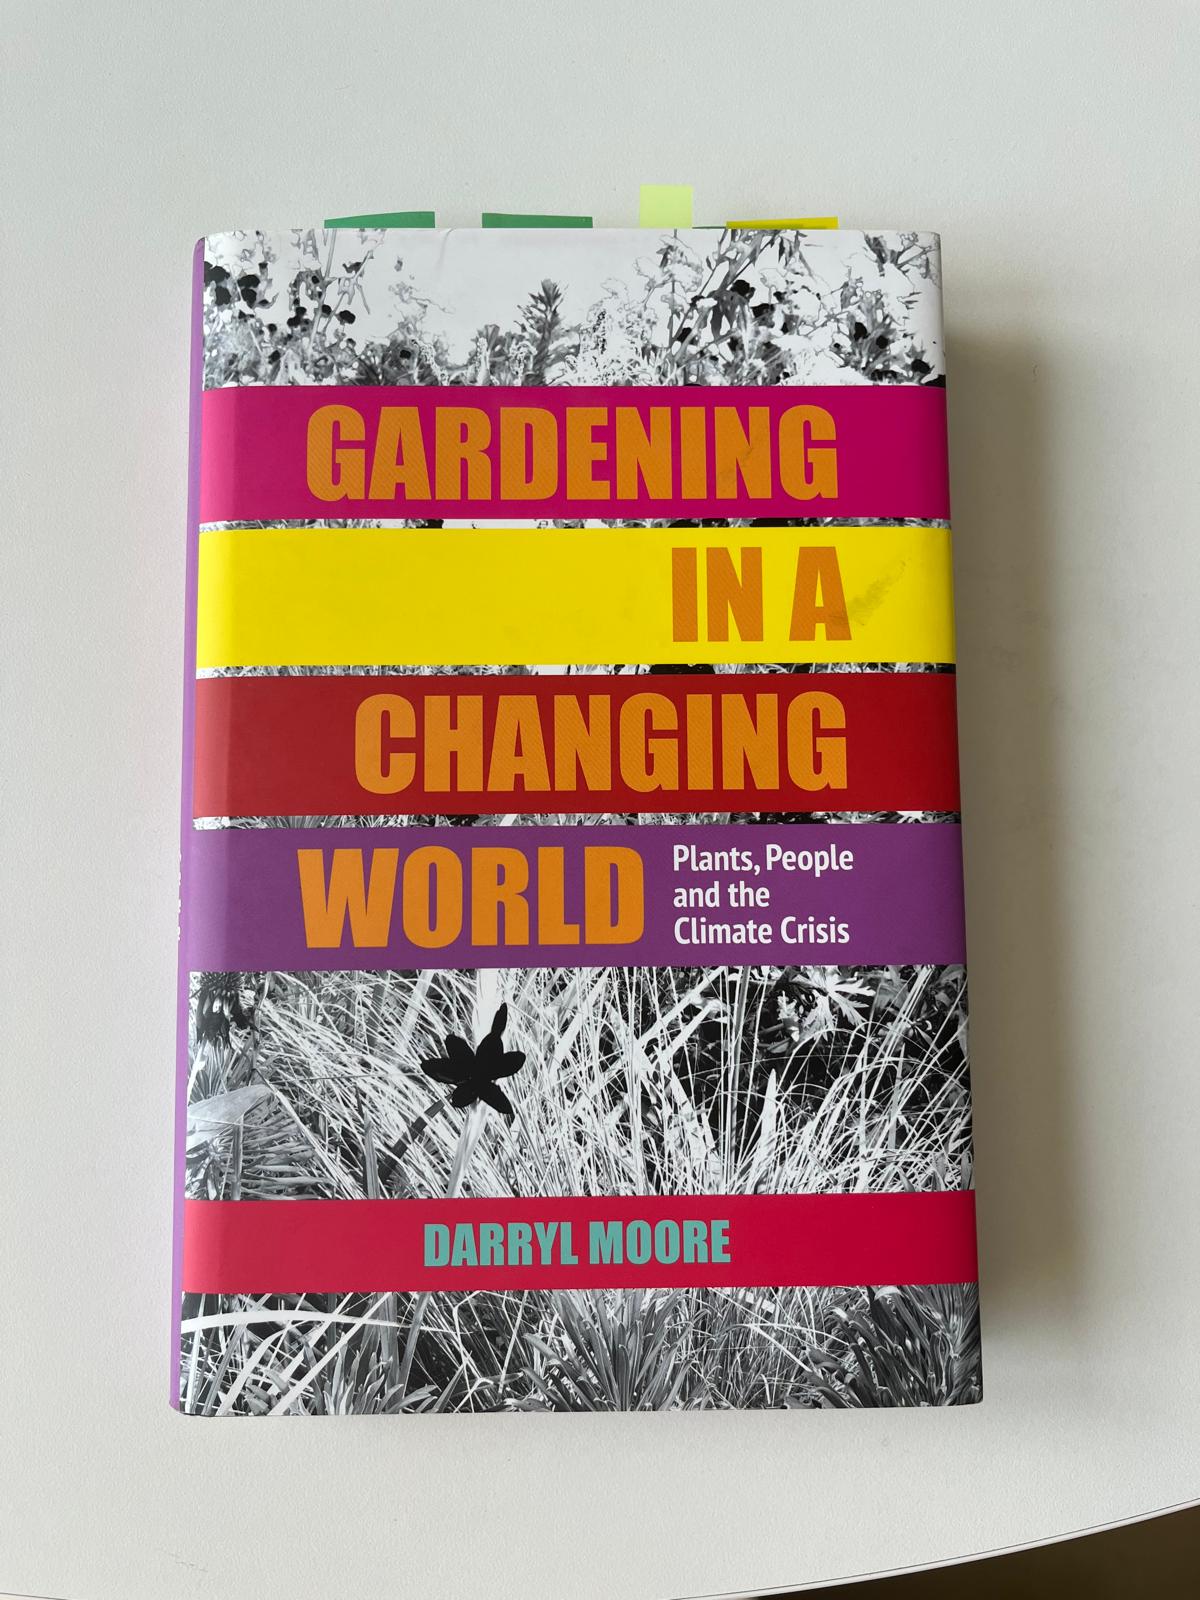 GARDENING
IN A
CHANGING
WORLD
Plants, People
and the
Climate Crisis
DARRYL MOORE